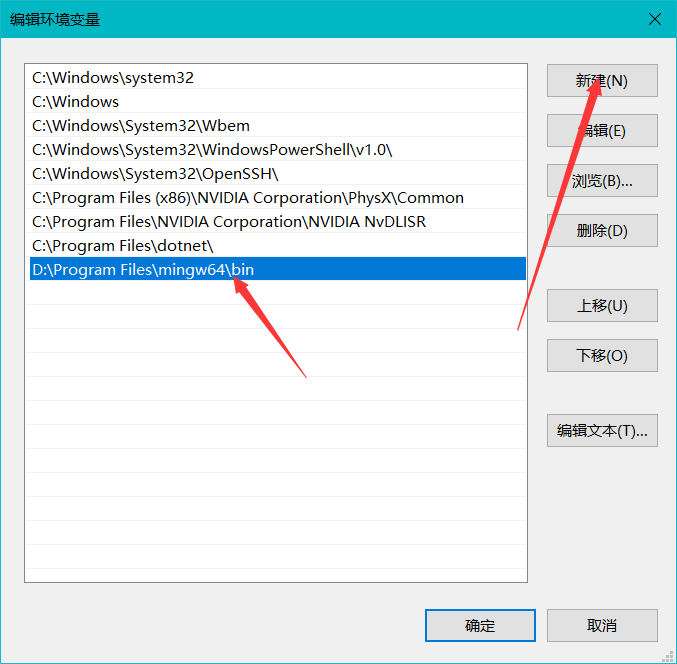 编辑环境变量
C:\Windows\system32
C:\Windows
C:\Windows\System32\Wbem
C:\Windows\System32\WindowsPowerShell\v1.0\
C:\Windows\System32\OpenSSH\
C:\Program Files (x86)\NVIDIA Corporation\PhysX\Common
C:\Program Files\NVIDIA Corporation\NVIDIA NvDLISR
C:\Program Files\dotnet\
D:\Program Files\mingw64\bin
新建(N)
编辑(E)
浏览(B)...
删除(D)
上移(U)
下移(O)
编辑文本(T)...
确定
取消